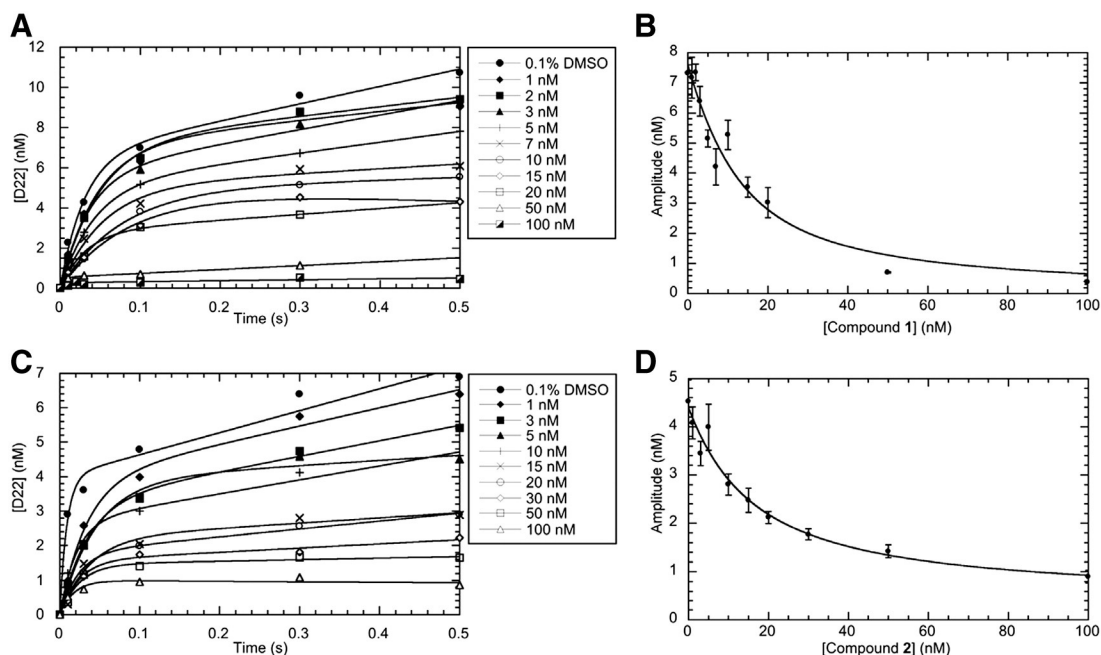 A
12
10
8
6
4
2
0
[D22] (nM)
0
0.1
0.2
0.3
0.4
0.5
Time (s)
0.1% DMSO
1 nM
2 nM
3 nM
5 nM
7 nM
10 nM
15 nM
20 nM
50 nM
100 nM
B
8
7
6
5
4
3
2
1
0
Amplitude (nM)
0
20
40
60
80
100
[Compound 1] (nM)
C
7
6
5
4
3
2
1
0
[D22] (nM)
0
0.1
0.2
0.3
0.4
0.5
Time (s)
0.1% DMSO
1 nM
3 nM
5 nM
10 nM
15 nM
20 nM
30 nM
50 nM
100 nM
D
5
4
3
2
1
0
Amplitude (nM)
0
20
40
60
80
100
[Compound 2] (nM)